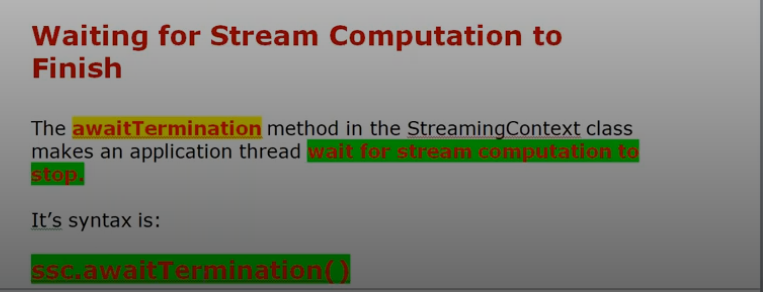 Waiting for Stream Computation to
Finish
The awaitTermination method in the StreamingContext class
makes an application thread wait for stream computation to
stop.
It's syntax is:
ssc.awaitTermination()